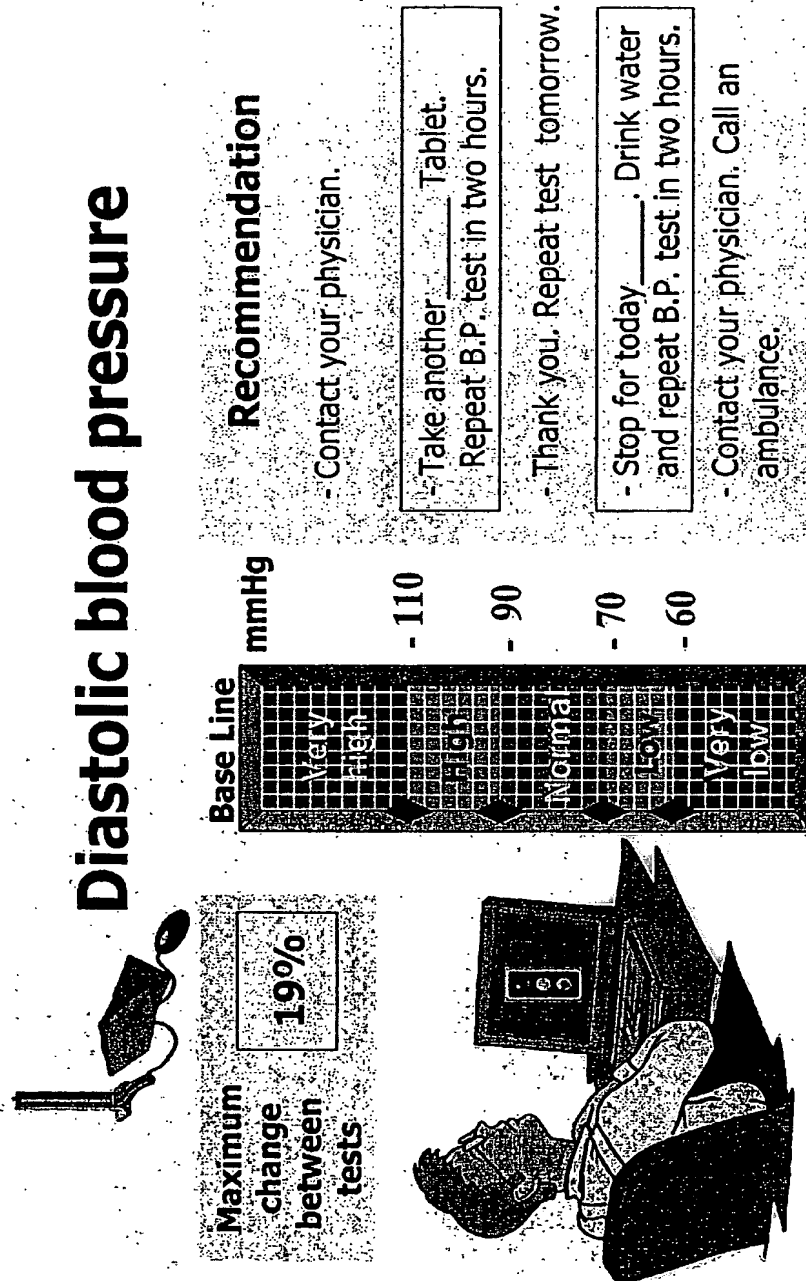 Diastolic blood pressure
Maximum
change
between
tests
19%
Base Line
mmHg
Very
high
High
Normal
Low
Very
low
- 110
- 90
- 70
- 60
Recommendation
- Contact your physician.
- Take another ____ Tablet.
Repeat B.P. test in two hours.
- Thank you. Repeat test tomorrow.
- Stop for today ____. Drink water
and repeat B.P. test in two hours.
- Contact your physician. Call an
ambulance.